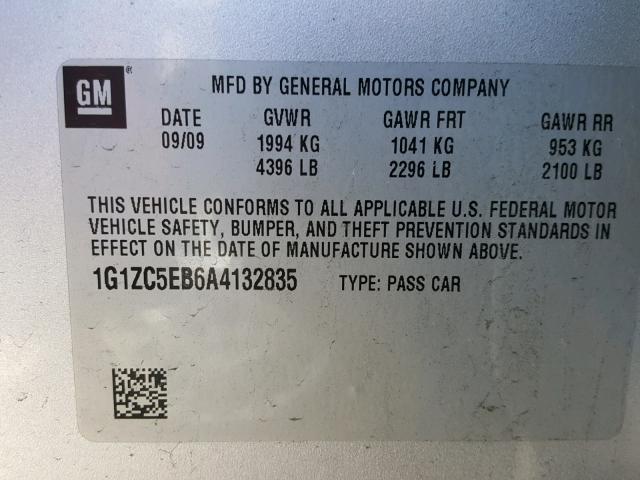 GM ® MFD BY GENERAL MOTORS COMPANY
DATE GVWR GAWR FRT GAWR RR
09/09 1994 KG 1041 KG 953 KG
4396 LB 2296 LB 2100 LB
THIS VEHICLE CONFORMS TO ALL APPLICABLE U.S. FEDERAL MOTOR
VEHICLE SAFETY, BUMPER, AND THEFT PREVENTION STANDARDS IN
EFFECT ON THE DATE OF MANUFACTURE SHOWN ABOVE.
1G1ZC5EB6A4132835 TYPE: PASS CAR